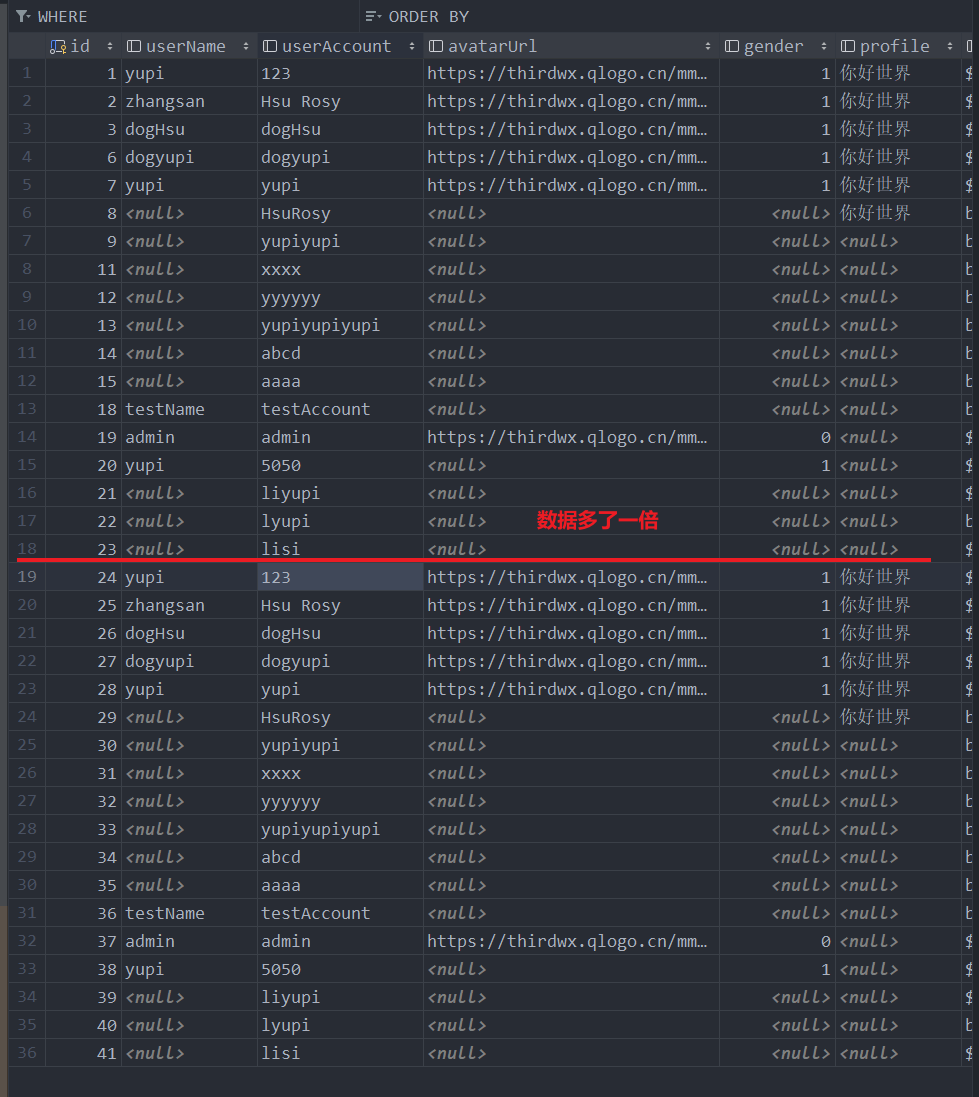 WHERE ORDER BY
id userName userAccount avatarUrl gender profile
1 1 yupi 123 https://thirdwx.qlogo.cn/mm… 1 你好世界 $
2 2 zhangsan Hsu Rosy https://thirdwx.qlogo.cn/mm… 1 你好世界 $
3 3 dogHsu dogHsu https://thirdwx.qlogo.cn/mm… 1 你好世界 $
4 6 dogyupi dogyupi https://thirdwx.qlogo.cn/mm… 1 你好世界 $
5 7 yupi yupi https://thirdwx.qlogo.cn/mm… 1 你好世界 $
6 8 <null> HsuRosy <null> <null> 你好世界 b
7 9 <null> yupiyupi <null> <null> <null> b
8 11 <null> xxxx <null> <null> <null> b
9 12 <null> yyyyyy <null> <null> <null> b
10 13 <null> yupiyupiyupi <null> <null> <null> b
11 14 <null> abcd <null> <null> <null> b
12 15 <null> aaaa <null> <null> <null> b
13 18 testName testAccount <null> <null> <null> b
14 19 admin admin https://thirdwx.qlogo.cn/mm… 0 <null> $
15 20 yupi 5050 <null> 1 <null> $
16 21 <null> liyupi <null> <null> <null> $
17 22 <null> lyupi <null> 数据多了一倍 <null> <null> b
18 23 <null> lisi <null> <null> <null> $
19 24 yupi 123 https://thirdwx.qlogo.cn/mm… 1 你好世界 $
20 25 zhangsan Hsu Rosy https://thirdwx.qlogo.cn/mm… 1 你好世界 $
21 26 dogHsu dogHsu https://thirdwx.qlogo.cn/mm… 1 你好世界 $
22 27 dogyupi dogyupi https://thirdwx.qlogo.cn/mm… 1 你好世界 $
23 28 yupi yupi https://thirdwx.qlogo.cn/mm… 1 你好世界 $
24 29 <null> HsuRosy <null> <null> 你好世界 b
25 30 <null> yupiyupi <null> <null> <null> b
26 31 <null> xxxx <null> <null> <null> b
27 32 <null> yyyyyy <null> <null> <null> b
28 33 <null> yupiyupiyupi <null> <null> <null> b
29 34 <null> abcd <null> <null> <null> b
30 35 <null> aaaa <null> <null> <null> b
31 36 testName testAccount <null> <null> <null> b
32 37 admin admin https://thirdwx.qlogo.cn/mm… 0 <null> $
33 38 yupi 5050 <null> 1 <null> $
34 39 <null> liyupi <null> <null> <null> $
35 40 <null> lyupi <null> <null> <null> b
36 41 <null> lisi <null> <null> <null> $